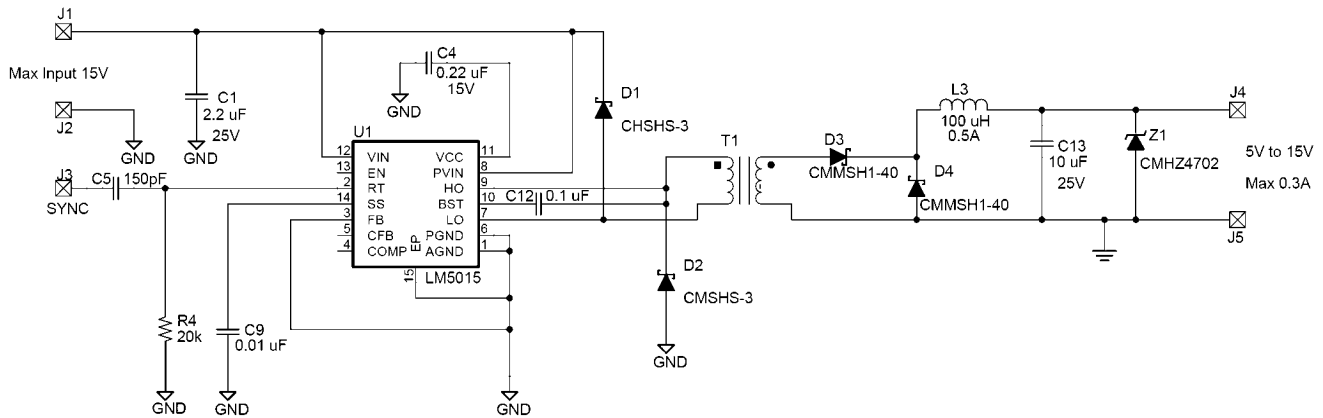 J1
Max Input 15V
J2
GND
C1
2.2 uF
25V
GND
C4
0.22 uF
15V
GND
D1
CHSHS-3
U1
12
VIN
13
EN
2
RT
14
SS
3
FB
5
CFB
4
COMP
EP
15
VCC
11
PVIN
8
HO
9
BST
10
LO
7
PGND
6
AGND
1
LM5015
J3
SYNC
C5
150pF
R4
20k
GND
C9
0.01 uF
GND
GND
C12
0.1 uF
D2
CMSHS-3
GND
T1
D3
CMMSH1-40
D4
CMMSH1-40
L3
100 uH
0.5A
C13
10 uF
25V
Z1
CMHZ4702
J4
5V to 15V
Max 0.3A
J5